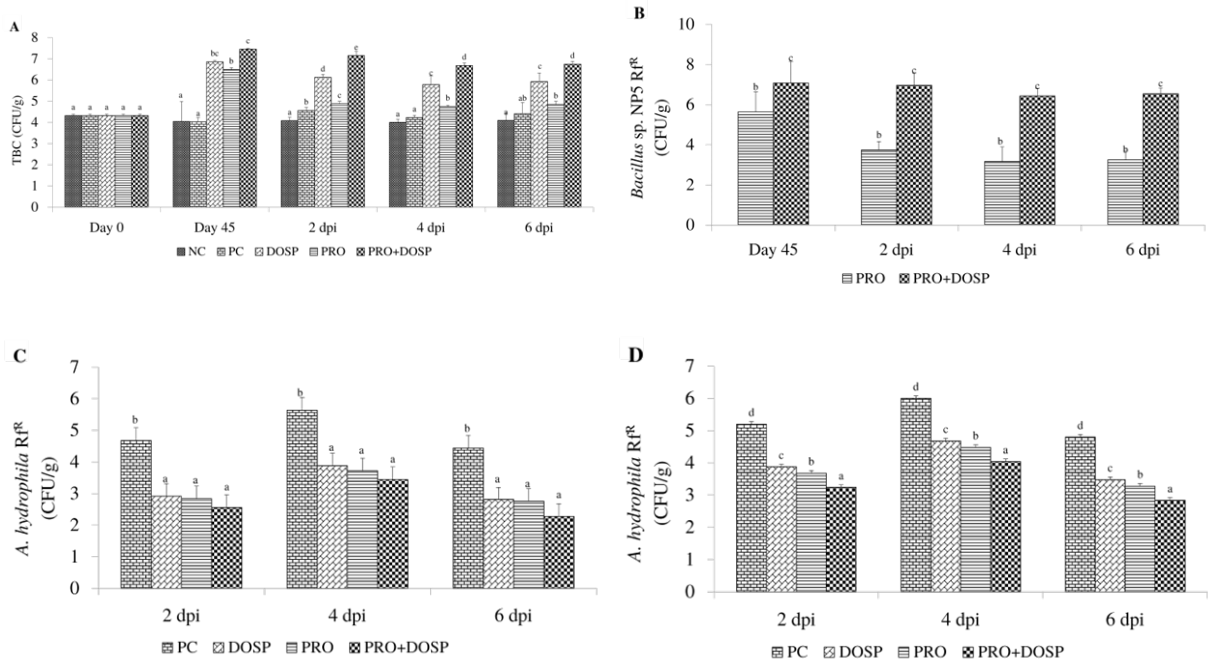 A
TBC (CFU/g)
8
7
6
5
4
3
2
1
0
a a a a a
a a bc b c
a b d c e
a a c b d
a ab c b d
Day 0 Day 45 2 dpi 4 dpi 6 dpi
NC PC DOSP PRO PRO+DOSP
B
Bacillus sp. NP5 Rfᴿ
(CFU/g)
10
8
6
4
2
0
b c
b c
b c
b c
Day 45 2 dpi 4 dpi 6 dpi
PRO PRO+DOSP
C
A. hydrophila Rfᴿ
(CFU/g)
7
6
5
4
3
2
1
0
b a a a
b a a a
b a a a
2 dpi 4 dpi 6 dpi
PC DOSP PRO PRO+DOSP
D
A. hydrophila Rfᴿ
(CFU/g)
7
6
5
4
3
2
1
0
d c b a
d c b a
d c b a
2 dpi 4 dpi 6 dpi
PC DOSP PRO PRO+DOSP